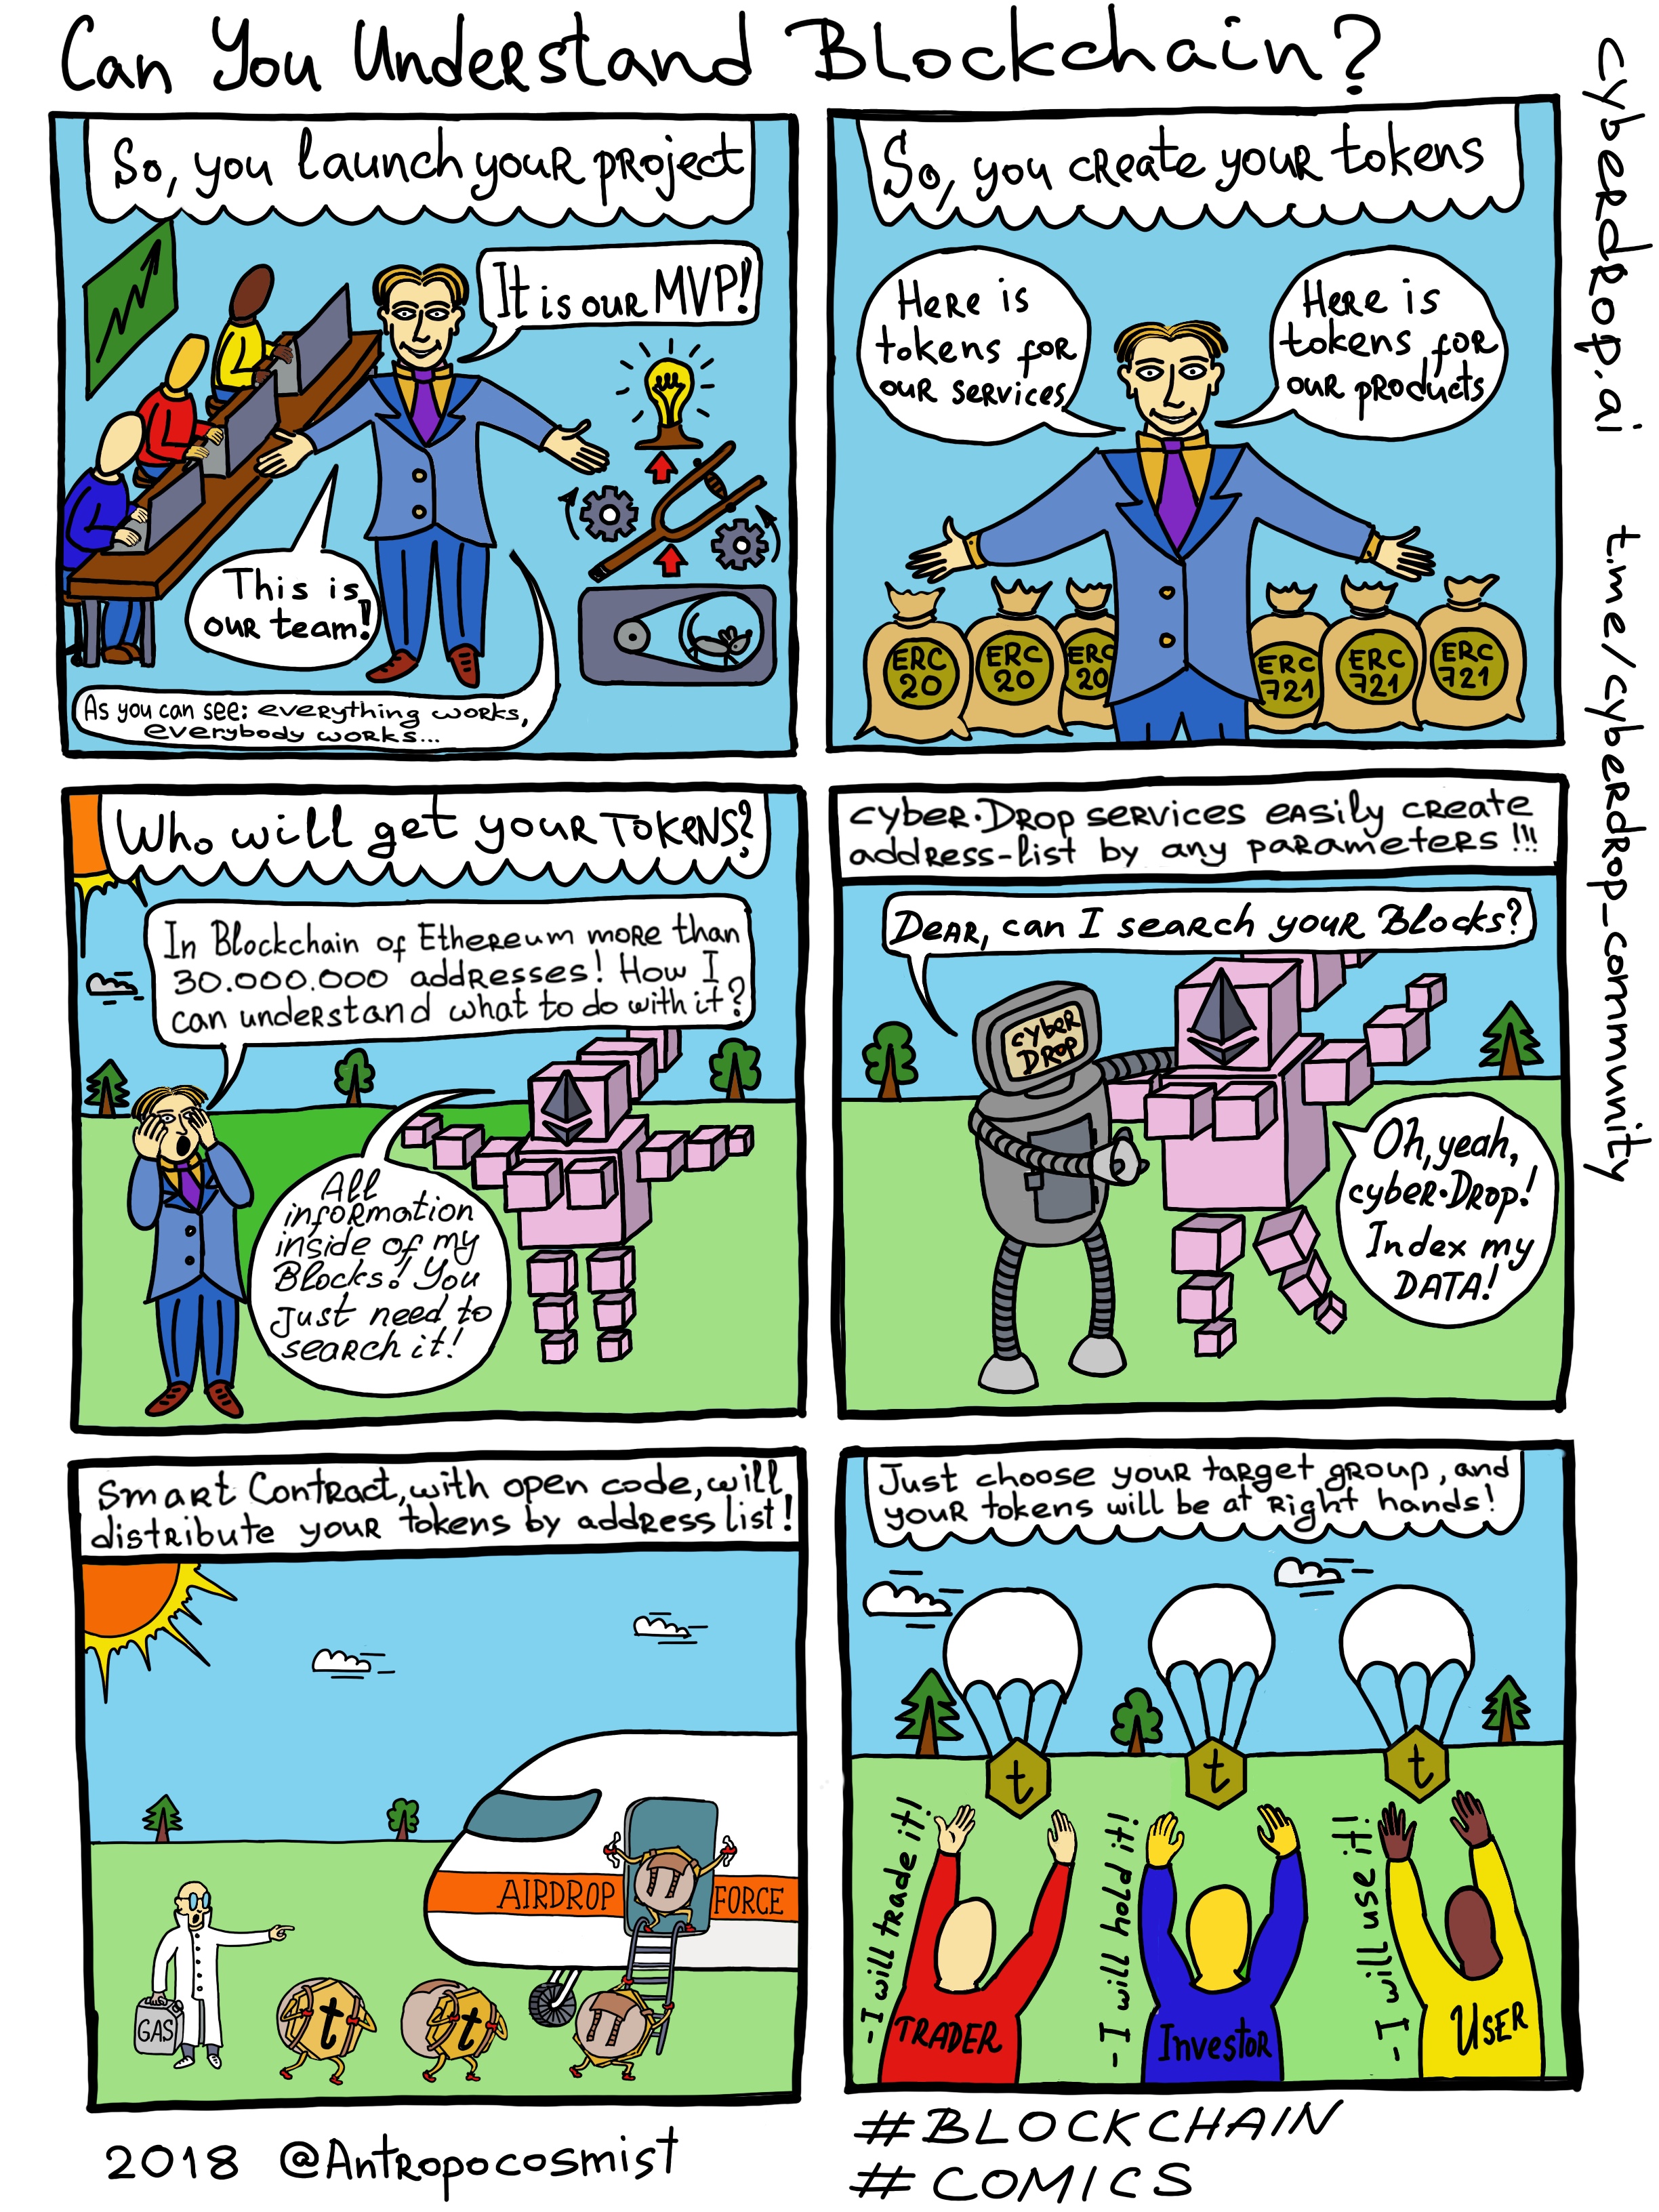 Can You Understand Blockchain?
cyberdrop.ai t.me/cyberdrop_community
So, you launch your project
It is our MVP!
This is
our team!
As you can see: everything works,
everybody works...
So, you create your tokens
Here is
tokens for
our services
Here is
tokens for
our products
ERC
20
ERC
20
ERC
20
ERC
721
ERC
721
ERC
721
Who will get your TOKENS?
In Blockchain of Ethereum more than
30.000.000 addresses! How I
can understand what to do with it?
All
information
inside of my
Blocks! You
just need to
search it!
cyber•Drop services easily create
address-list by any parameters!!!
Dear, can I search your Blocks?
cyber
DROP
Oh, yeah,
cyber•Drop!
Index my
DATA!
Smart Contract, with open code, will
distribute your tokens by address list!
AIRDROP FORCE
GAS
t
t
Just choose your target group, and
your tokens will be at right hands!
t
t
t
-I will trade it!
-I will hold it!
-I will use it!
TRADER
Investor
USER
2018 @Antropocosmist
#BLOCKCHAIN
#COMICS